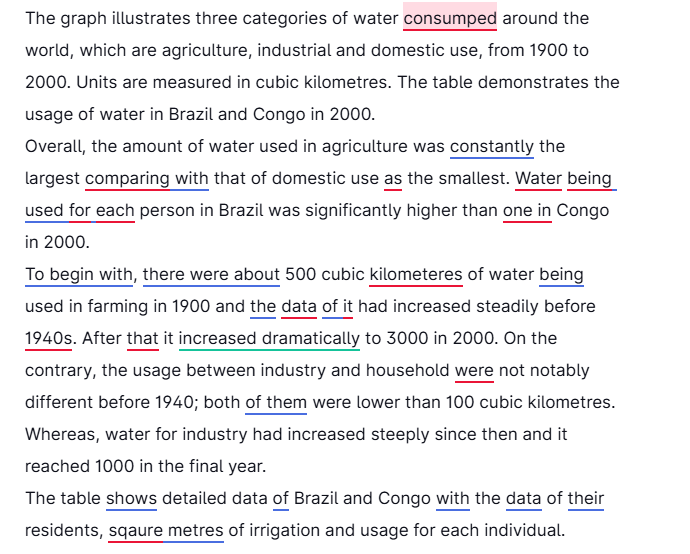 The graph illustrates three categories of water consumped around the
world, which are agriculture, industrial and domestic use, from 1900 to
2000. Units are measured in cubic kilometres. The table demonstrates the
usage of water in Brazil and Congo in 2000.
Overall, the amount of water used in agriculture was constantly the
largest comparing with that of domestic use as the smallest. Water being
used for each person in Brazil was significantly higher than one in Congo
in 2000.
To begin with, there were about 500 cubic kilometeres of water being
used in farming in 1900 and the data of it had increased steadily before
1940s. After that it increased dramatically to 3000 in 2000. On the
contrary, the usage between industry and household were not notably
different before 1940; both of them were lower than 100 cubic kilometres.
Whereas, water for industry had increased steeply since then and it
reached 1000 in the final year.
The table shows detailed data of Brazil and Congo with the data of their
residents, sqaure metres of irrigation and usage for each individual.